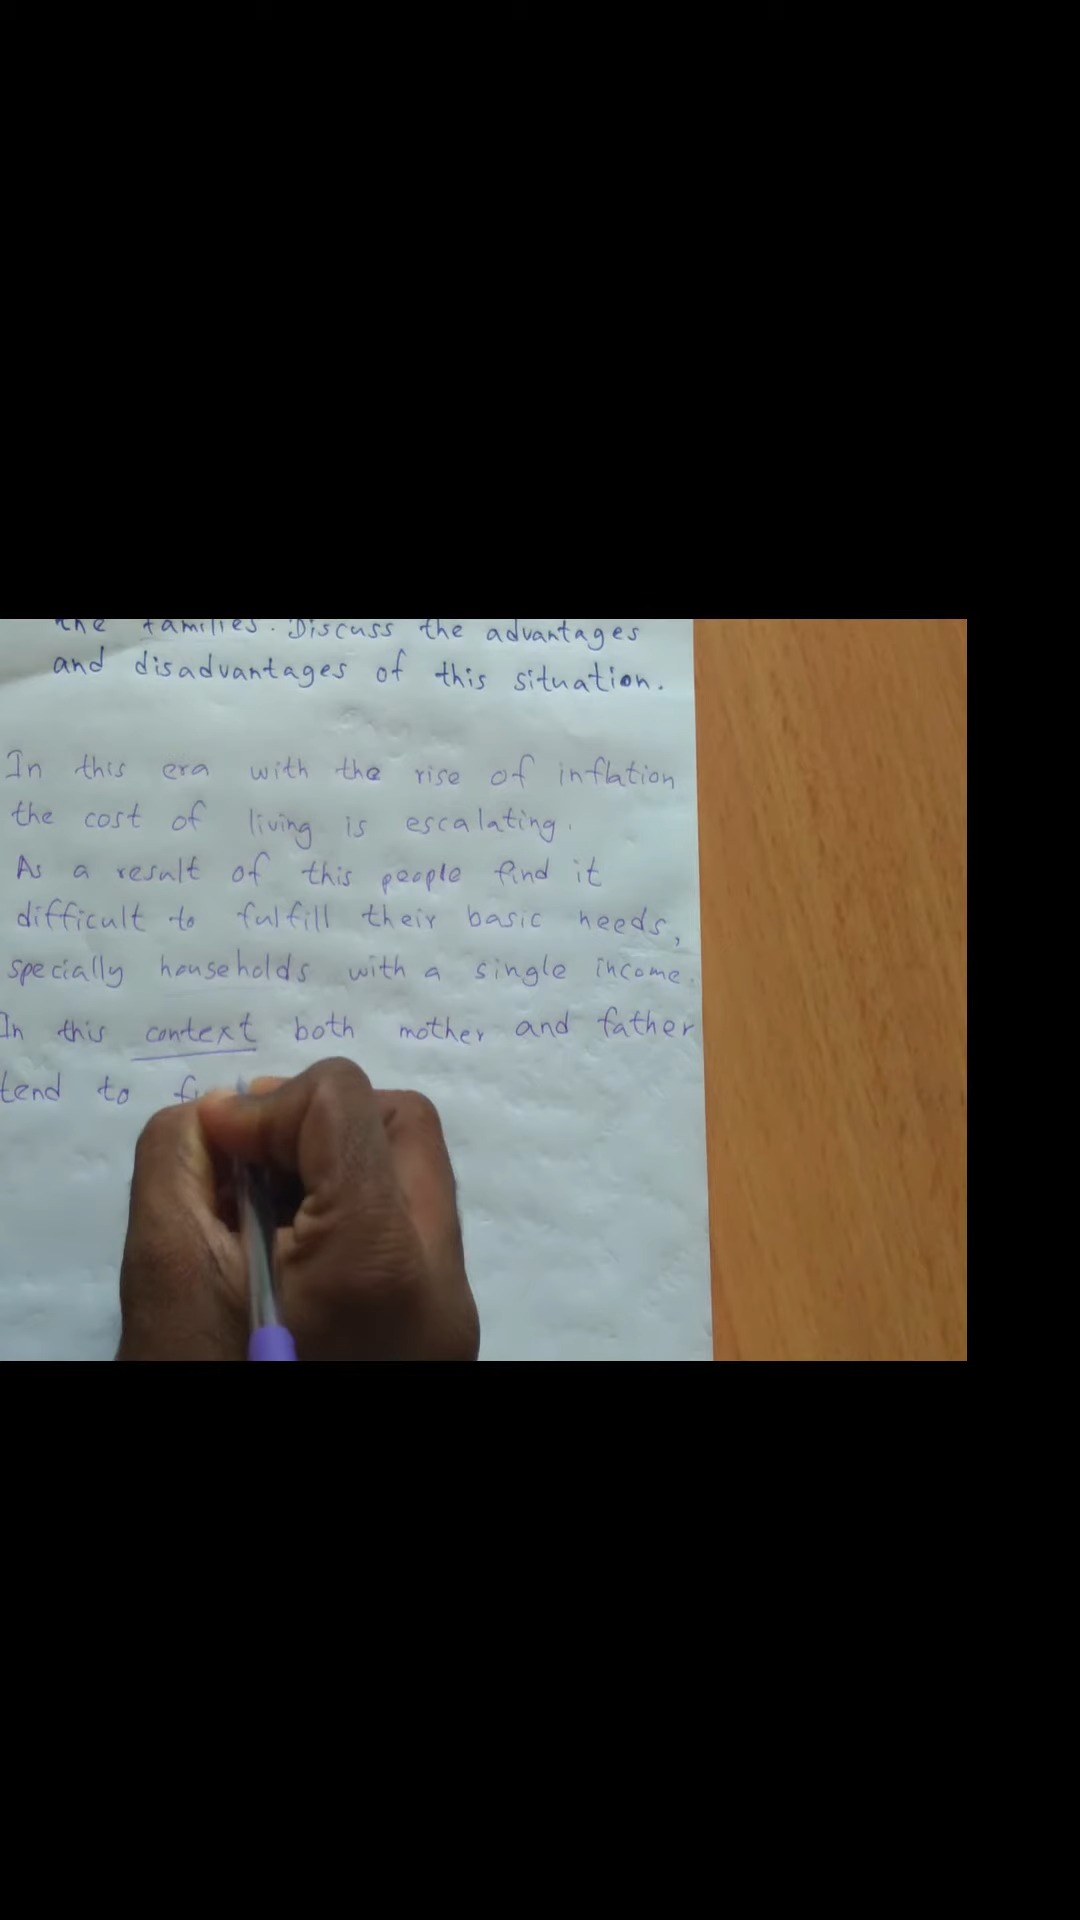 the families. Discuss the advantages
and disadvantages of this situation.
In this era with the rise of inflation
the cost of living is escalating.
As a result of this people find it
difficult to fulfill their basic needs,
specially households with a single income.
In this context both mother and father
tend to